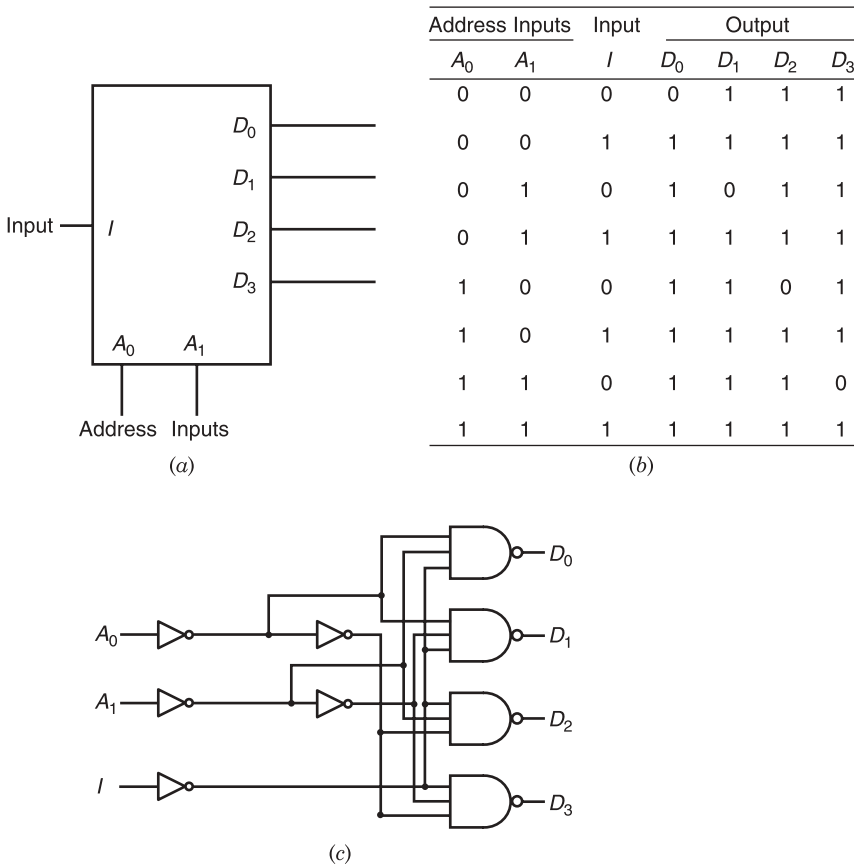 Address Inputs Input Output
A₀ A₁ I D₀ D₁ D₂ D₃
0 0 0 0 1 1 1
0 0 1 1 1 1 1
0 1 0 1 0 1 1
0 1 1 1 1 1 1
1 0 0 1 1 0 1
1 0 1 1 1 1 1
1 1 0 1 1 1 0
1 1 1 1 1 1 1
(b)
D₀
D₁
Input I D₂
D₃
A₀ A₁
Address Inputs
(a)
D₀
A₀ D₁
A₁ D₂
I D₃
(c)